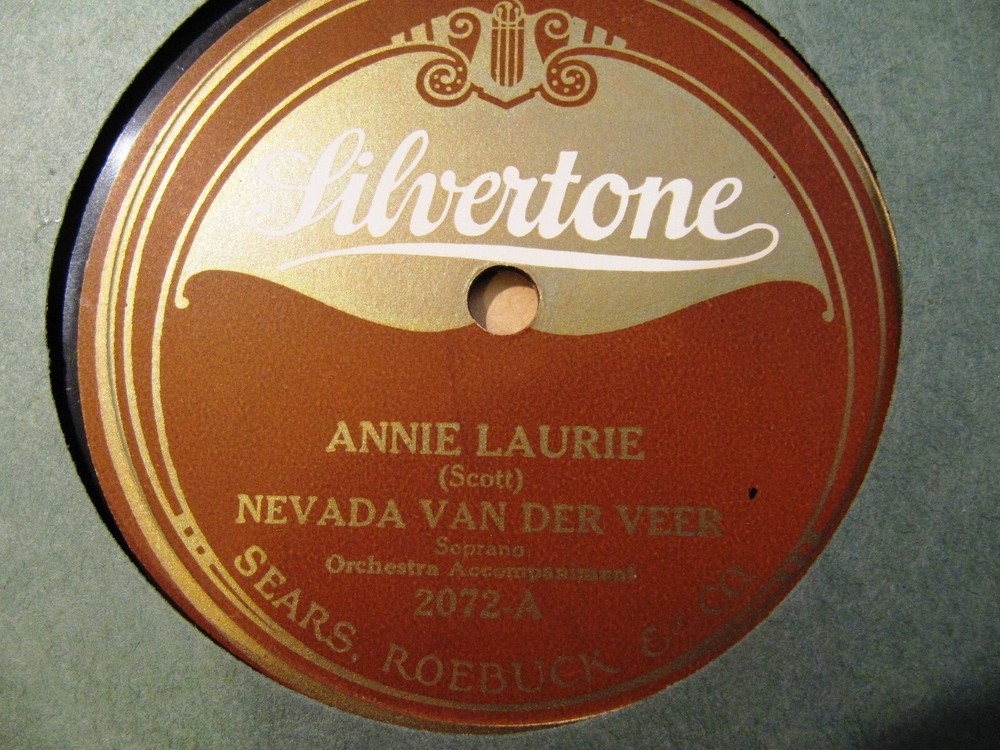 Silvertone
ANNIE LAURIE
(Scott)
NEVADA VAN DER VEER
Soprano
Orchestra Accompaniment
2072-A
SEARS, ROEBUCK & CO